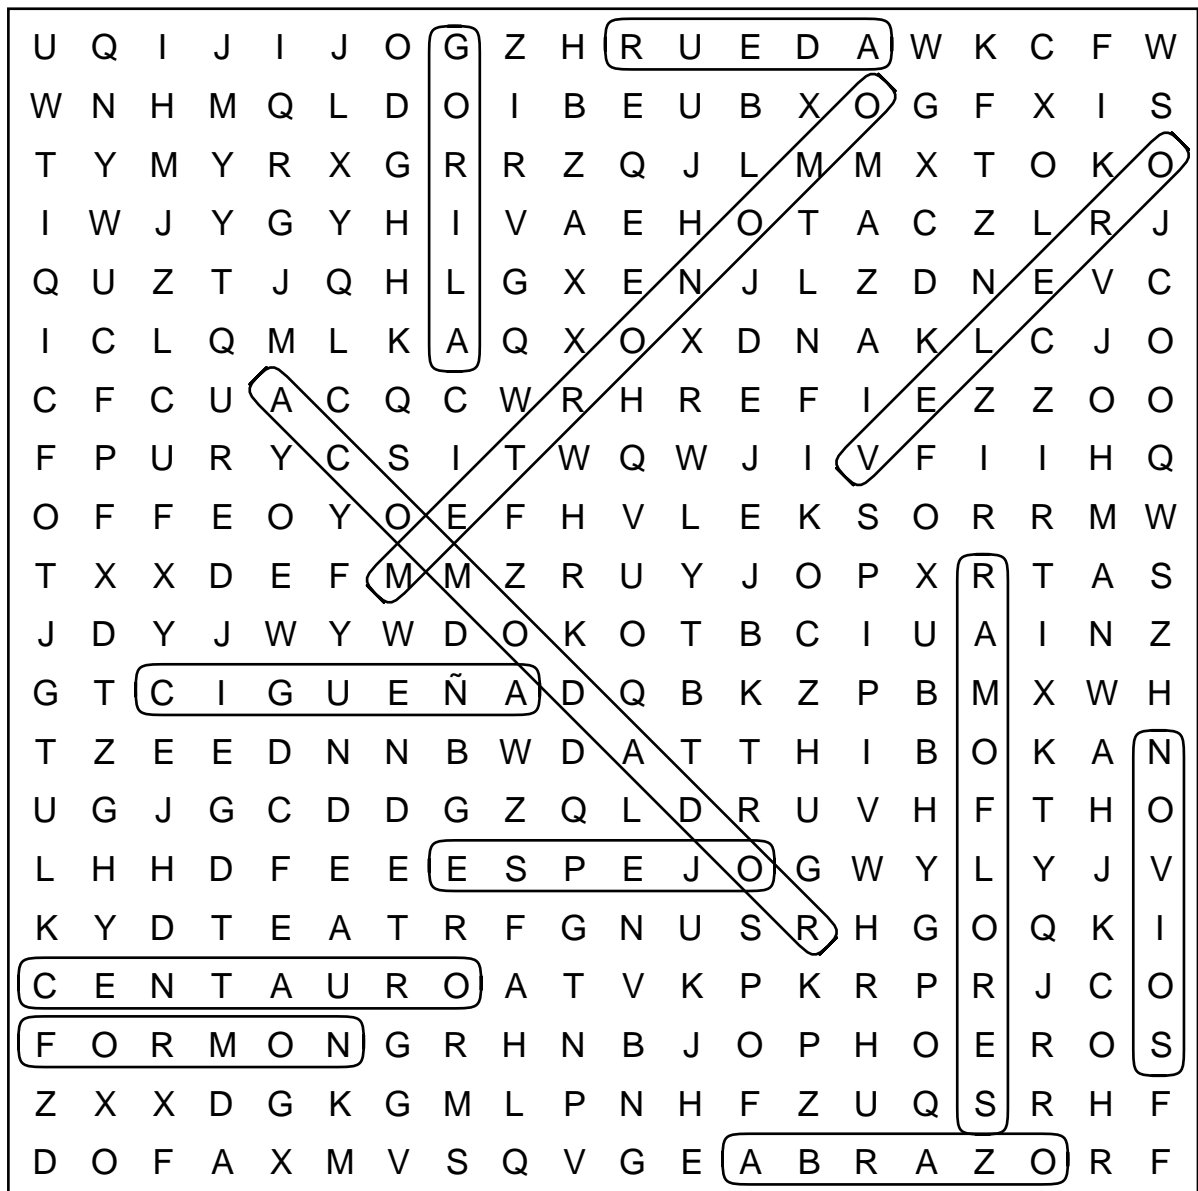 U Q I J I J O G Z H R U E D A W K C F W
W N H M Q L D O I B E U B X O G F X I S
T Y M Y R X G R R Z Q J L M M X T O K O
I W J Y G Y H I V A E H O T A C Z L R J
Q U Z T J Q H L G X E N J L Z D N E V C
I C L Q M L K A Q X O X D N A K L C J O
C F C U A C Q C W R H R E F I E Z Z O O
F P U R Y C S I T W Q W J I V F I I H Q
O F F E O Y O E F H V L E K S O R R M W
T X X D E F M M Z R U Y J O P X R T A S
J D Y J W Y W D O K O T B C I U A I N Z
G T C I G U E Ñ A D Q B K Z P B M X W H
T Z E E D N N B W D A T T H I B O K A N
U G J G C D D G Z Q L D R U V H F T H O
L H H D F E E E S P E J O G W Y L Y J V
K Y D T E A T R F G N U S R H G O Q K I
C E N T A U R O A T V K P K R P R J C O
F O R M O N G R H N B J O P H O E R O S
Z X X D G K G M L P N H F Z U Q S R H F
D O F A X M V S Q V G E A B R A Z O R F